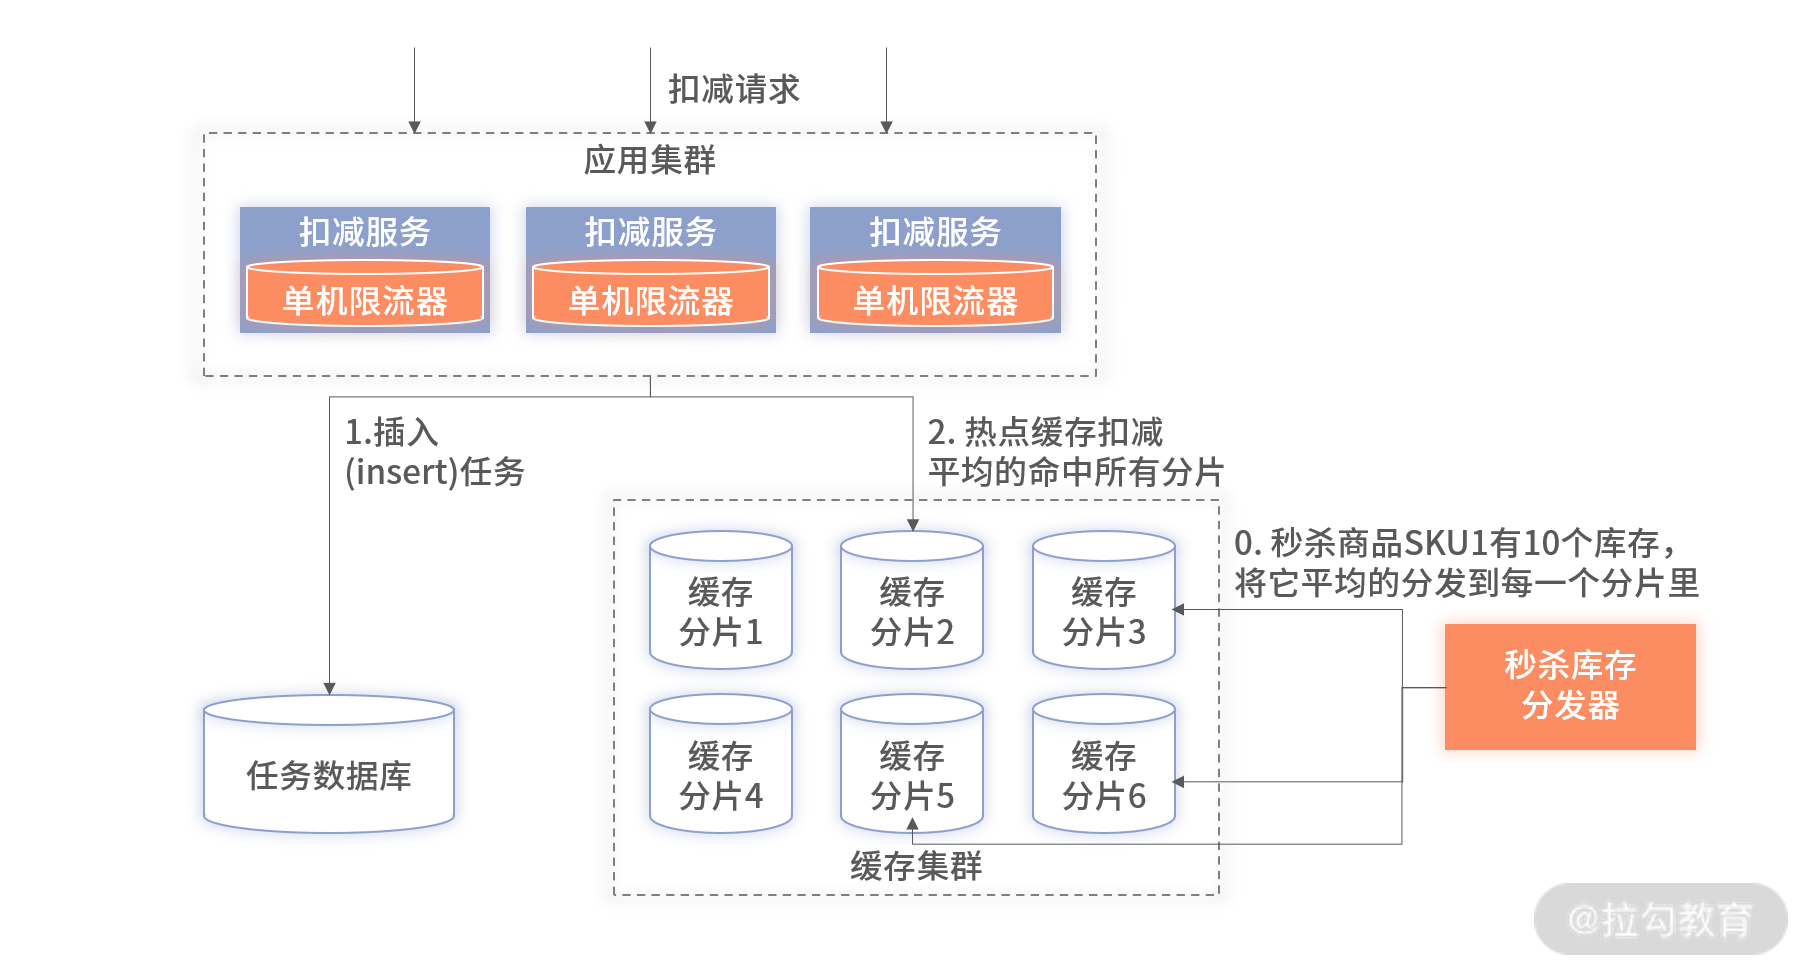 扣减请求
应用集群
扣减服务
扣减服务
扣减服务
单机限流器
单机限流器
单机限流器
1.插入
(insert)任务
2. 热点缓存扣减
平均的命中所有分片
0. 秒杀商品SKU1有10个库存，
将它平均的分发到每一个分片里
缓存
分片1
缓存
分片2
缓存
分片3
秒杀库存
分发器
任务数据库
缓存
分片4
缓存
分片5
缓存
分片6
缓存集群
@拉勾教育